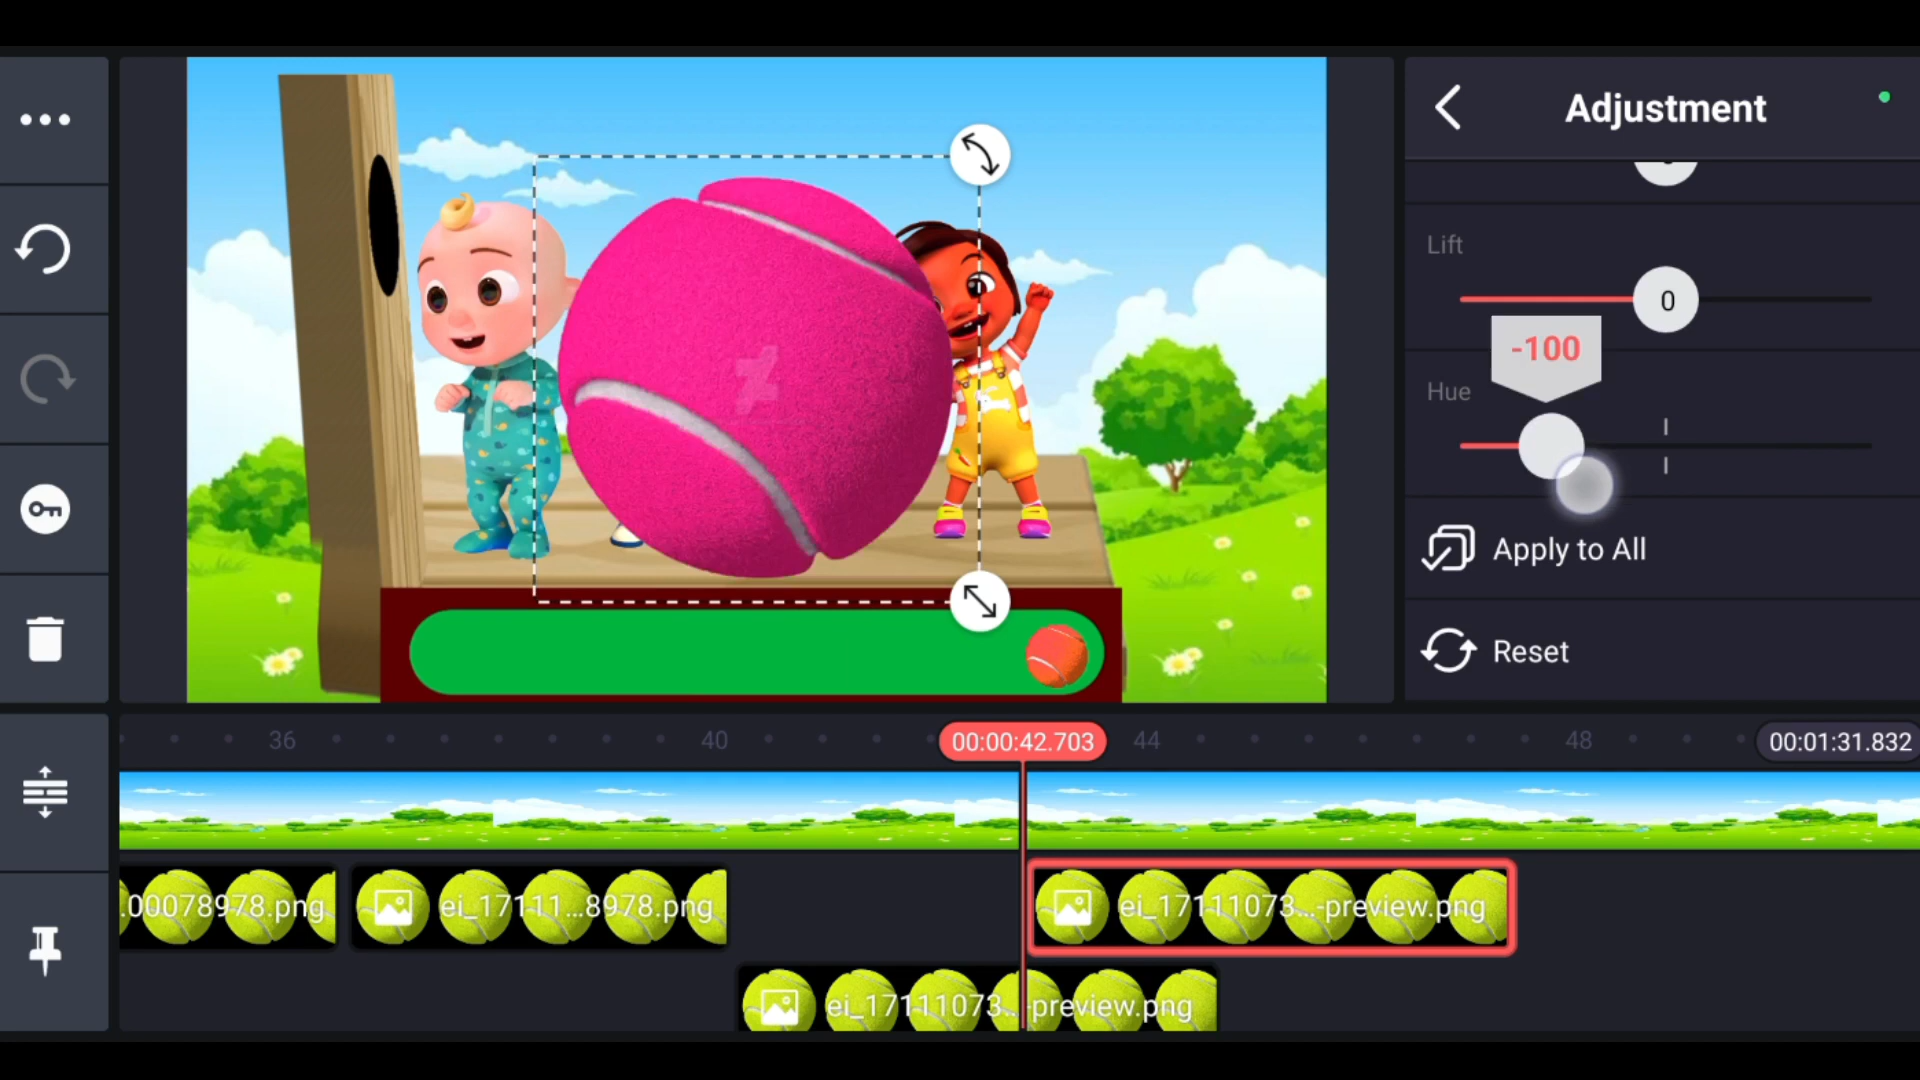 Adjustment
Lift
0
-100
Hue
Apply to All
Reset
36
40
00:00:42.703
44
48
00:01:31.832
.00078978.png
ei_17111...8978.png
ei_17111073...-preview.png
ei_17111073...-preview.png